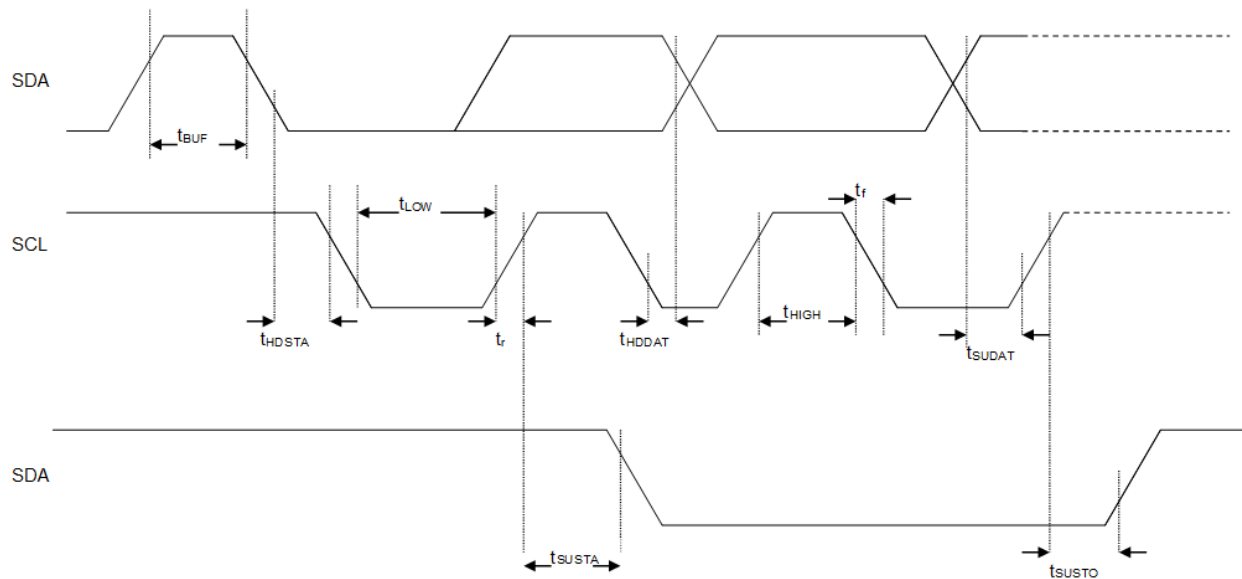 SDA
tBUF
tLOW
tf
SCL
tHDSTA
tr
tHDDAT
tHIGH
tSUDAT
SDA
tSUSTA
tSUSTO